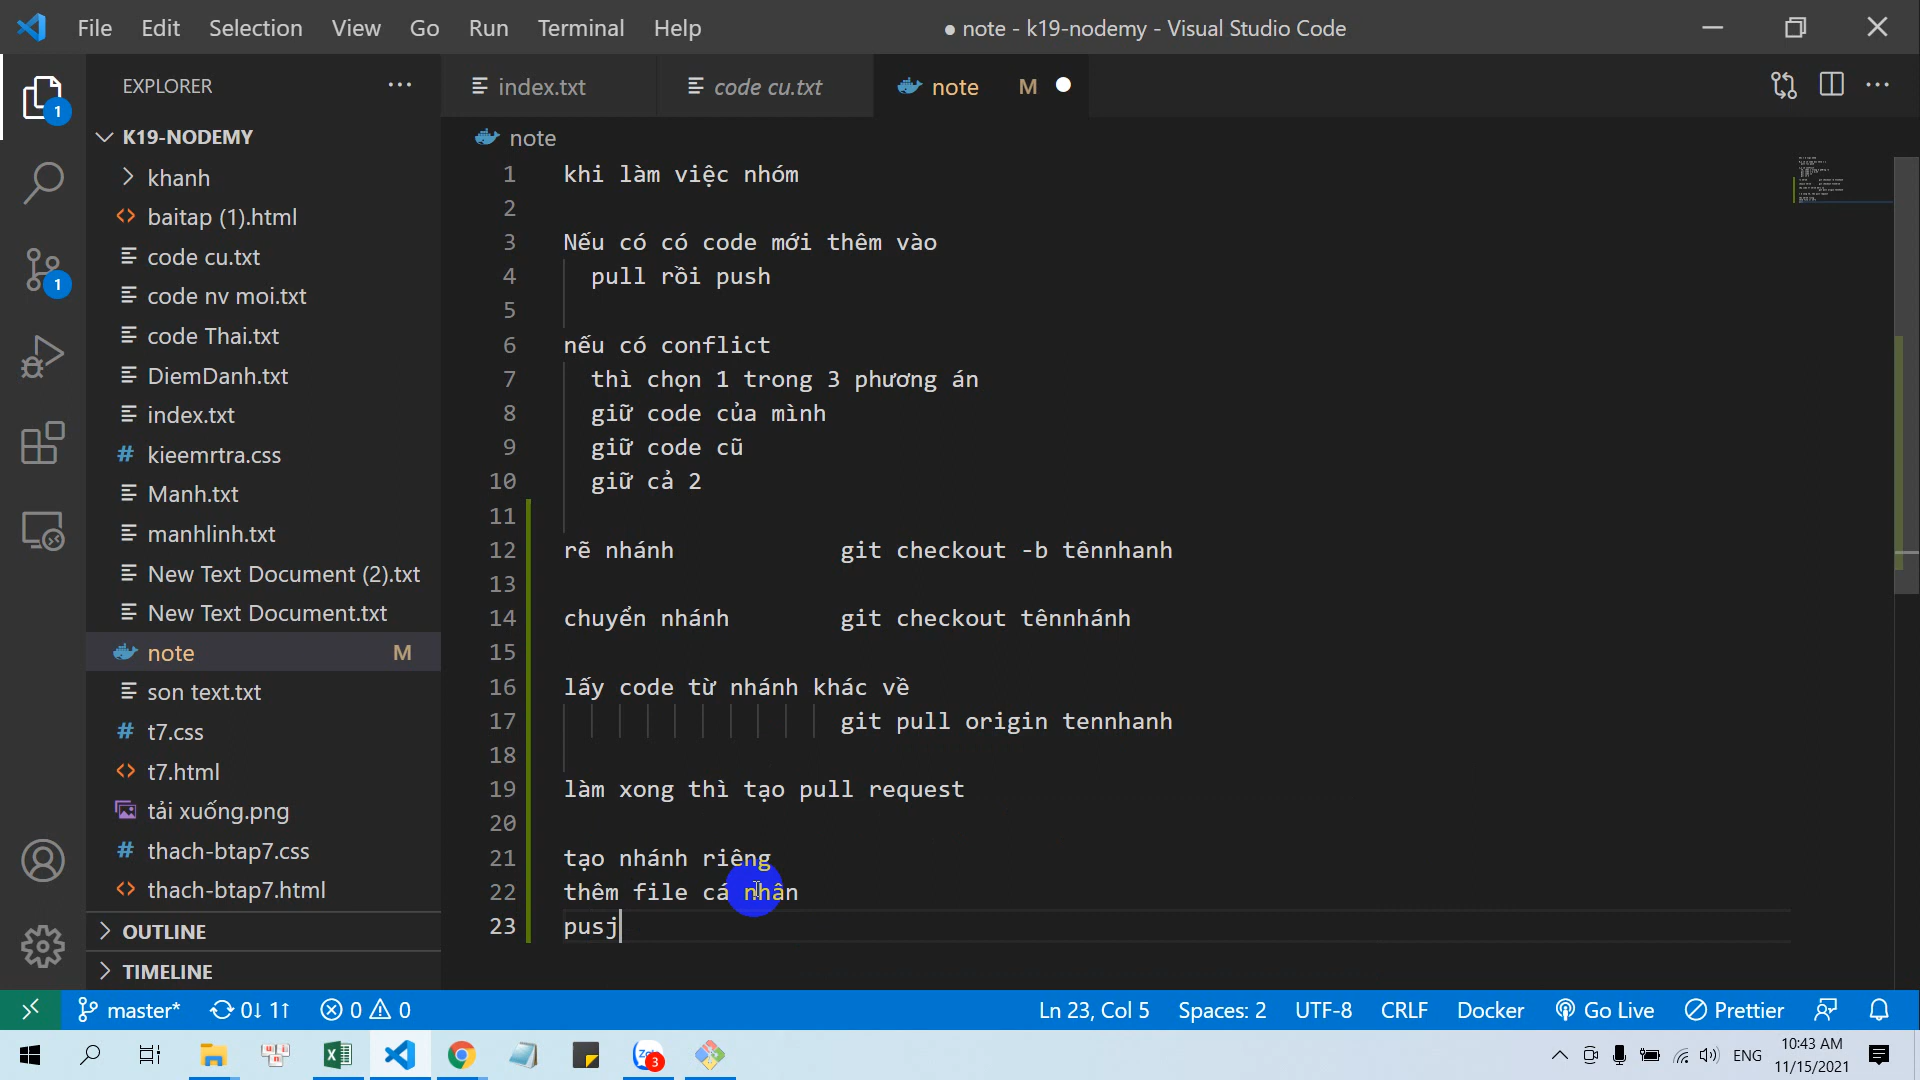 File Edit Selection View Go Run Terminal Help
● note - k19-nodemy - Visual Studio Code
EXPLORER
index.txt
code cu.txt
note M
1
K19-NODEMY
khanh
baitap (1).html
code cu.txt
code nv moi.txt
code Thai.txt
DiemDanh.txt
index.txt
kieemrtra.css
Manh.txt
manhlinh.txt
New Text Document (2).txt
New Text Document.txt
note M
son text.txt
t7.css
t7.html
tải xuống.png
thach-btap7.css
thach-btap7.html
OUTLINE
TIMELINE
1
note
1 khi làm việc nhóm
2
3 Nếu có có code mới thêm vào
4 pull rồi push
5
6 nếu có conflict
7 thì chọn 1 trong 3 phương án
8 giữ code của mình
9 giữ code cũ
10 giữ cả 2
11
12 rẽ nhánh git checkout -b tênnhanh
13
14 chuyển nhánh git checkout tênnhánh
15
16 lấy code từ nhánh khác về
17 git pull origin tennhanh
18
19 làm xong thì tạo pull request
20
21 tạo nhánh riêng
22 thêm file cá nhân
23 pusj
master* 0↓ 1↑ 0 0 Ln 23, Col 5 Spaces: 2 UTF-8 CRLF Docker Go Live Prettier
3
ENG
10:43 AM
11/15/2021